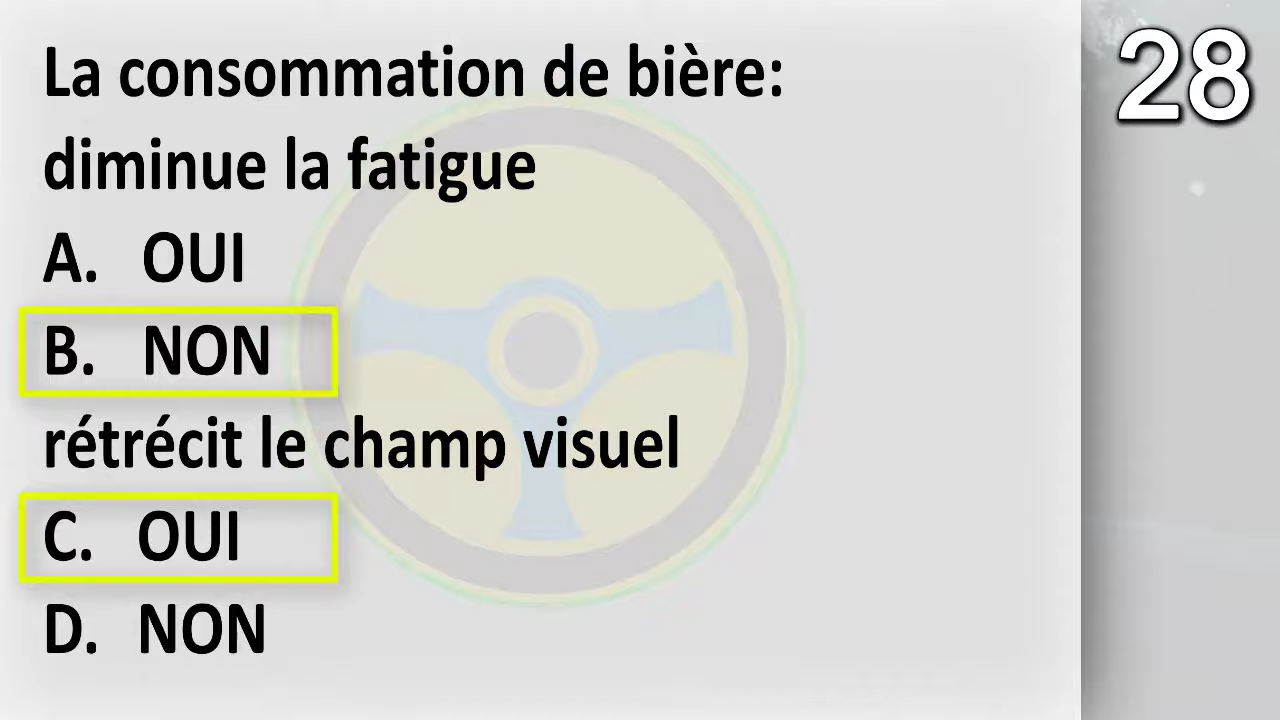 La consommation de bière:
diminue la fatigue
A. OUI
B. NON
rétrécit le champ visuel
C. OUI
D. NON
28